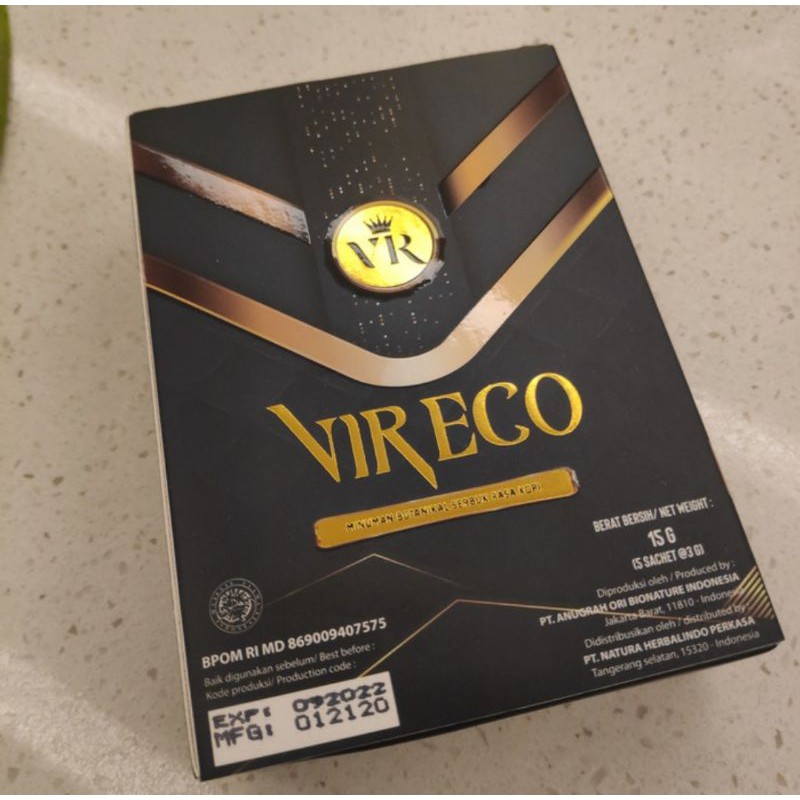 VR
VIRECO
MINUMAN BOTANIKAL SERBUK RASA KOPI
BERAT BERSIH/ NET WEIGHT :
15 G
(5 SACHET @3 G)
Diproduksi oleh / Produced by :
PT. ANUGRAH ORI BIONATURE INDONESIA
Jakarta Barat, 11810 - Indonesia
Didistribusikan oleh / distributed by
PT. NATURA HERBALINDO PERKASA
Tangerang selatan, 15320 - Indonesia
BPOM RI MD 869009407575
Baik digunakan sebelum/ Best before :
Kode produksi/ Production code :
EXP: 092022
MFG: 012120